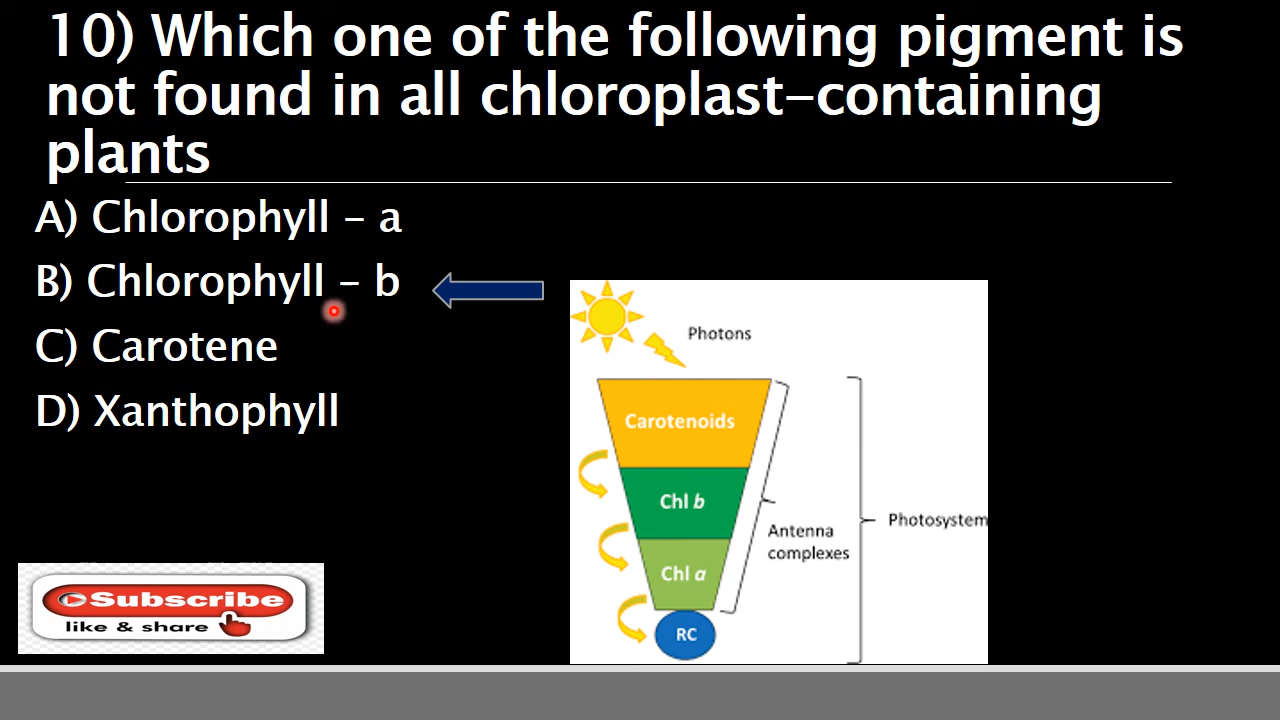 10) Which one of the following pigment is
not found in all chloroplast-containing
plants
A) Chlorophyll - a
B) Chlorophyll - b
C) Carotene
D) Xanthophyll
Photons
Carotenoids
Chl b
Chl a
RC
Antenna
complexes
Photosystem
Subscribe
like & share